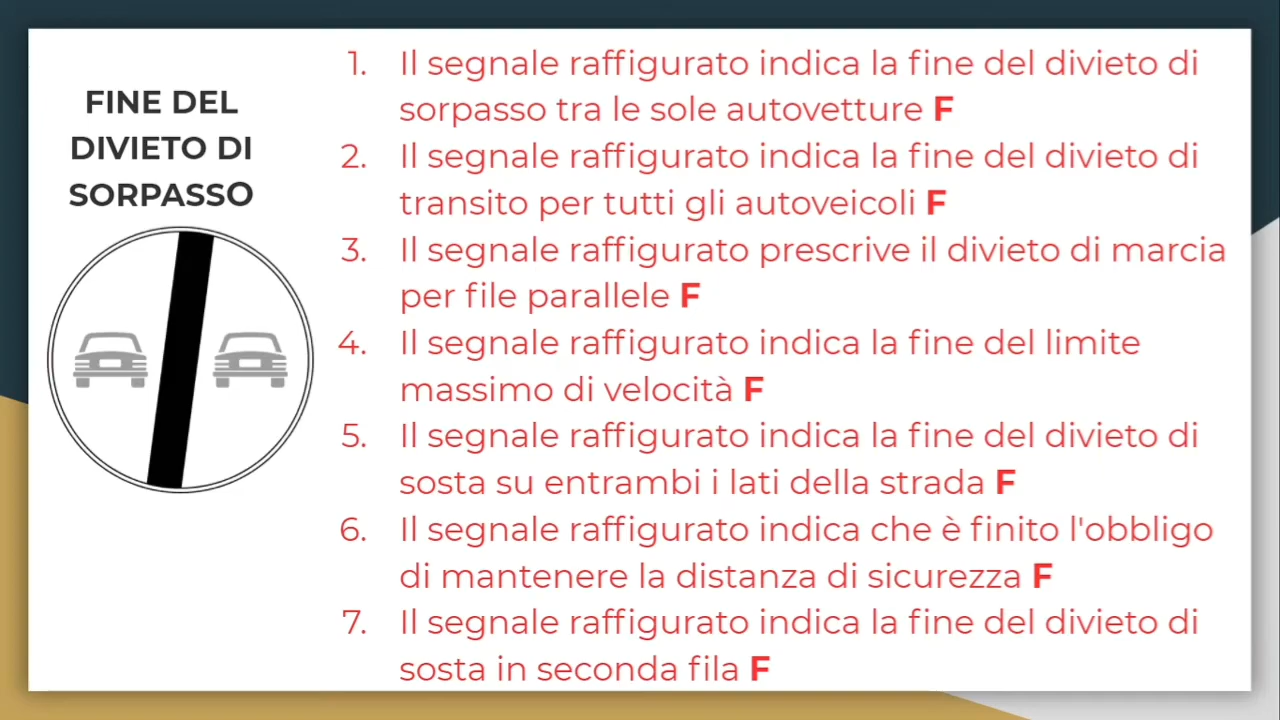 FINE DEL
DIVIETO DI
SORPASSO
1. Il segnale raffigurato indica la fine del divieto di
sorpasso tra le sole autovetture F
2. Il segnale raffigurato indica la fine del divieto di
transito per tutti gli autoveicoli F
3. Il segnale raffigurato prescrive il divieto di marcia
per file parallele F
4. Il segnale raffigurato indica la fine del limite
massimo di velocità F
5. Il segnale raffigurato indica la fine del divieto di
sosta su entrambi i lati della strada F
6. Il segnale raffigurato indica che è finito l'obbligo
di mantenere la distanza di sicurezza F
7. Il segnale raffigurato indica la fine del divieto di
sosta in seconda fila F